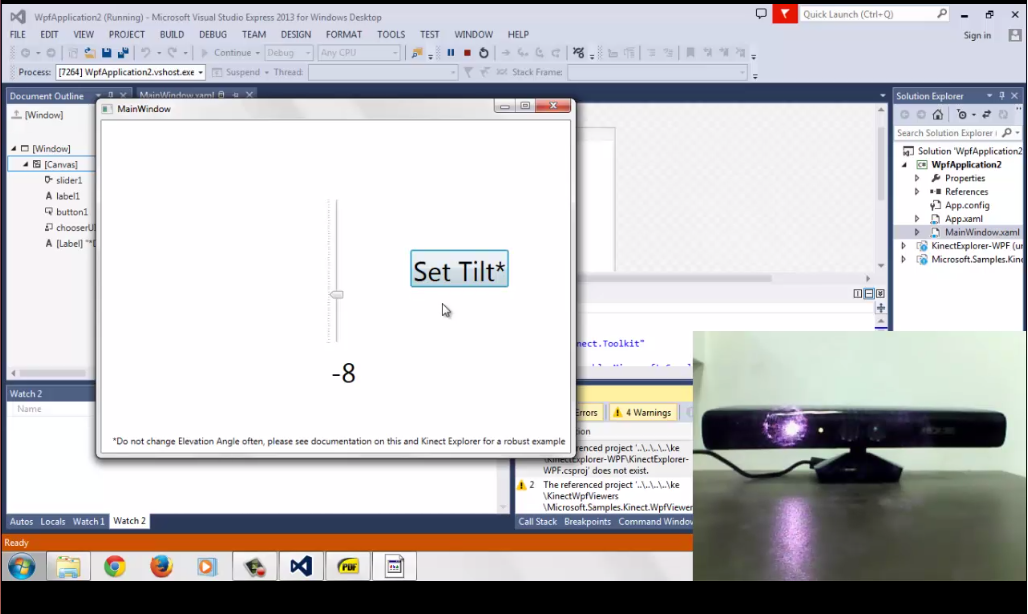 WpfApplication2 (Running) - Microsoft Visual Studio Express 2013 for Windows Desktop
Quick Launch (Ctrl+Q)
FILE EDIT VIEW PROJECT BUILD DEBUG TEAM DESIGN FORMAT TOOLS TEST WINDOW HELP
Sign in
Continue Debug Any CPU
Process: [7264] WpfApplication2.vshost.exe Suspend Thread: Stack Frame:
Document Outline
MainWindow.xaml
[Window]
[Window]
[Canvas]
slider1
label1
button1
chooserU
[Label] "*D
MainWindow
Set Tilt*
-8
*Do not change Elevation Angle often, please see documentation on this and Kinect Explorer for a robust example
Solution Explorer
Search Solution Explorer
Solution 'WpfApplication2
WpfApplication2
Properties
References
App.config
App.xaml
MainWindow.xaml
KinectExplorer-WPF (un
Microsoft.Samples.Kine
nect.Toolkit"
Watch 2
Name
Errors 4 Warnings
ion
erenced project '..\..\..\..\ke
\KinectExplorer-WPF\KinectExplorer-
WPF.csproj' does not exist.
2 The referenced project '..\..\..\..\ke
\KinectWpfViewers
\Microsoft.Samples.Kinect.WpfViewer
Autos Locals Watch 1 Watch 2
Call Stack Breakpoints Command Window
Ready
PDF
XBOX 360